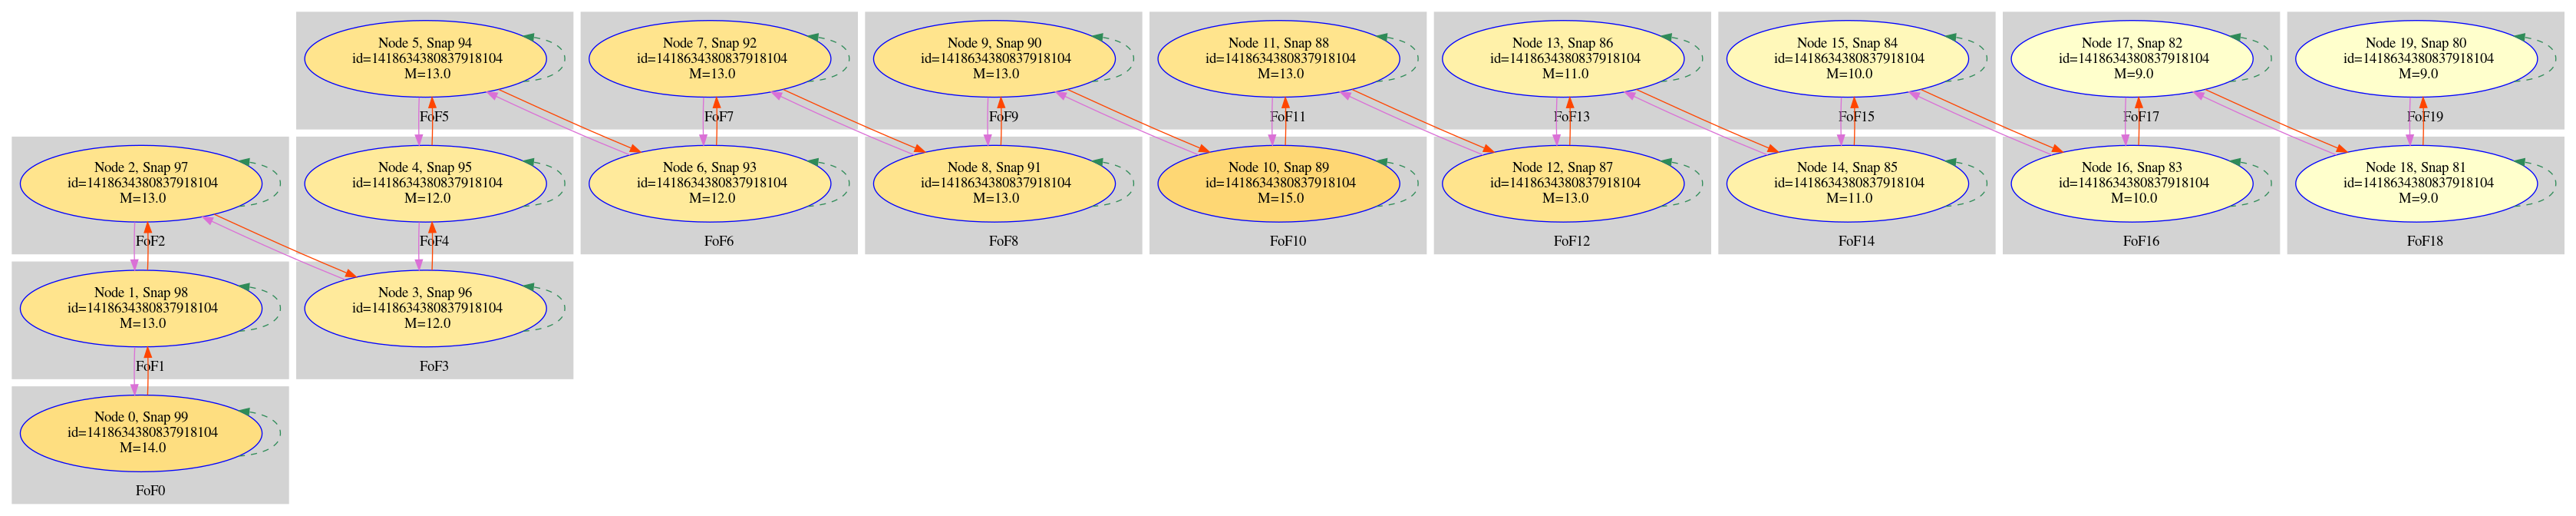 Node 5, Snap 94
id=1418634380837918104
M=13.0
FoF5
Node 7, Snap 92
id=1418634380837918104
M=13.0
FoF7
Node 9, Snap 90
id=1418634380837918104
M=13.0
FoF9
Node 11, Snap 88
id=1418634380837918104
M=13.0
FoF11
Node 13, Snap 86
id=1418634380837918104
M=11.0
FoF13
Node 15, Snap 84
id=1418634380837918104
M=10.0
FoF15
Node 17, Snap 82
id=1418634380837918104
M=9.0
FoF17
Node 19, Snap 80
id=1418634380837918104
M=9.0
FoF19
Node 2, Snap 97
id=1418634380837918104
M=13.0
FoF2
Node 4, Snap 95
id=1418634380837918104
M=12.0
FoF4
Node 6, Snap 93
id=1418634380837918104
M=12.0
FoF6
Node 8, Snap 91
id=1418634380837918104
M=13.0
FoF8
Node 10, Snap 89
id=1418634380837918104
M=15.0
FoF10
Node 12, Snap 87
id=1418634380837918104
M=13.0
FoF12
Node 14, Snap 85
id=1418634380837918104
M=11.0
FoF14
Node 16, Snap 83
id=1418634380837918104
M=10.0
FoF16
Node 18, Snap 81
id=1418634380837918104
M=9.0
FoF18
Node 1, Snap 98
id=1418634380837918104
M=13.0
FoF1
Node 3, Snap 96
id=1418634380837918104
M=12.0
FoF3
Node 0, Snap 99
id=1418634380837918104
M=14.0
FoF0